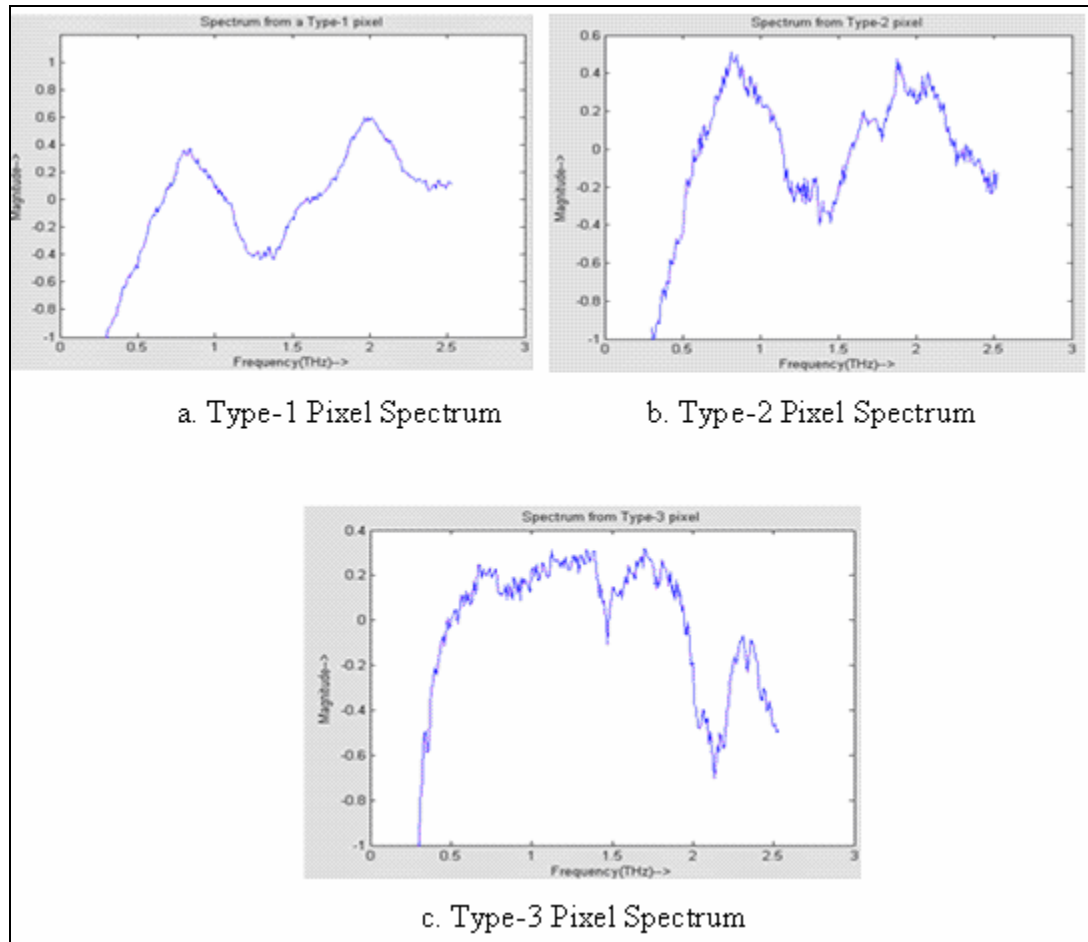 Spectrum from a Type-1 pixel
1
0.8
0.6
0.4
0.2
0
-0.2
-0.4
-0.6
-0.8
-1
0 0.5 1 1.5 2 2.5 3
Magnitude-->
Frequency(THz)-->
a. Type-1 Pixel Spectrum
Spectrum from Type-2 pixel
0.6
0.4
0.2
0
-0.2
-0.4
-0.6
-0.8
-1
0 0.5 1 1.5 2 2.5 3
Magnitude-->
Frequency(THz)-->
b. Type-2 Pixel Spectrum
Spectrum from Type-3 pixel
0.4
0.2
0
-0.2
-0.4
-0.6
-0.8
-1
0 0.5 1 1.5 2 2.5 3
Magnitude-->
Frequency(THz)-->
c. Type-3 Pixel Spectrum